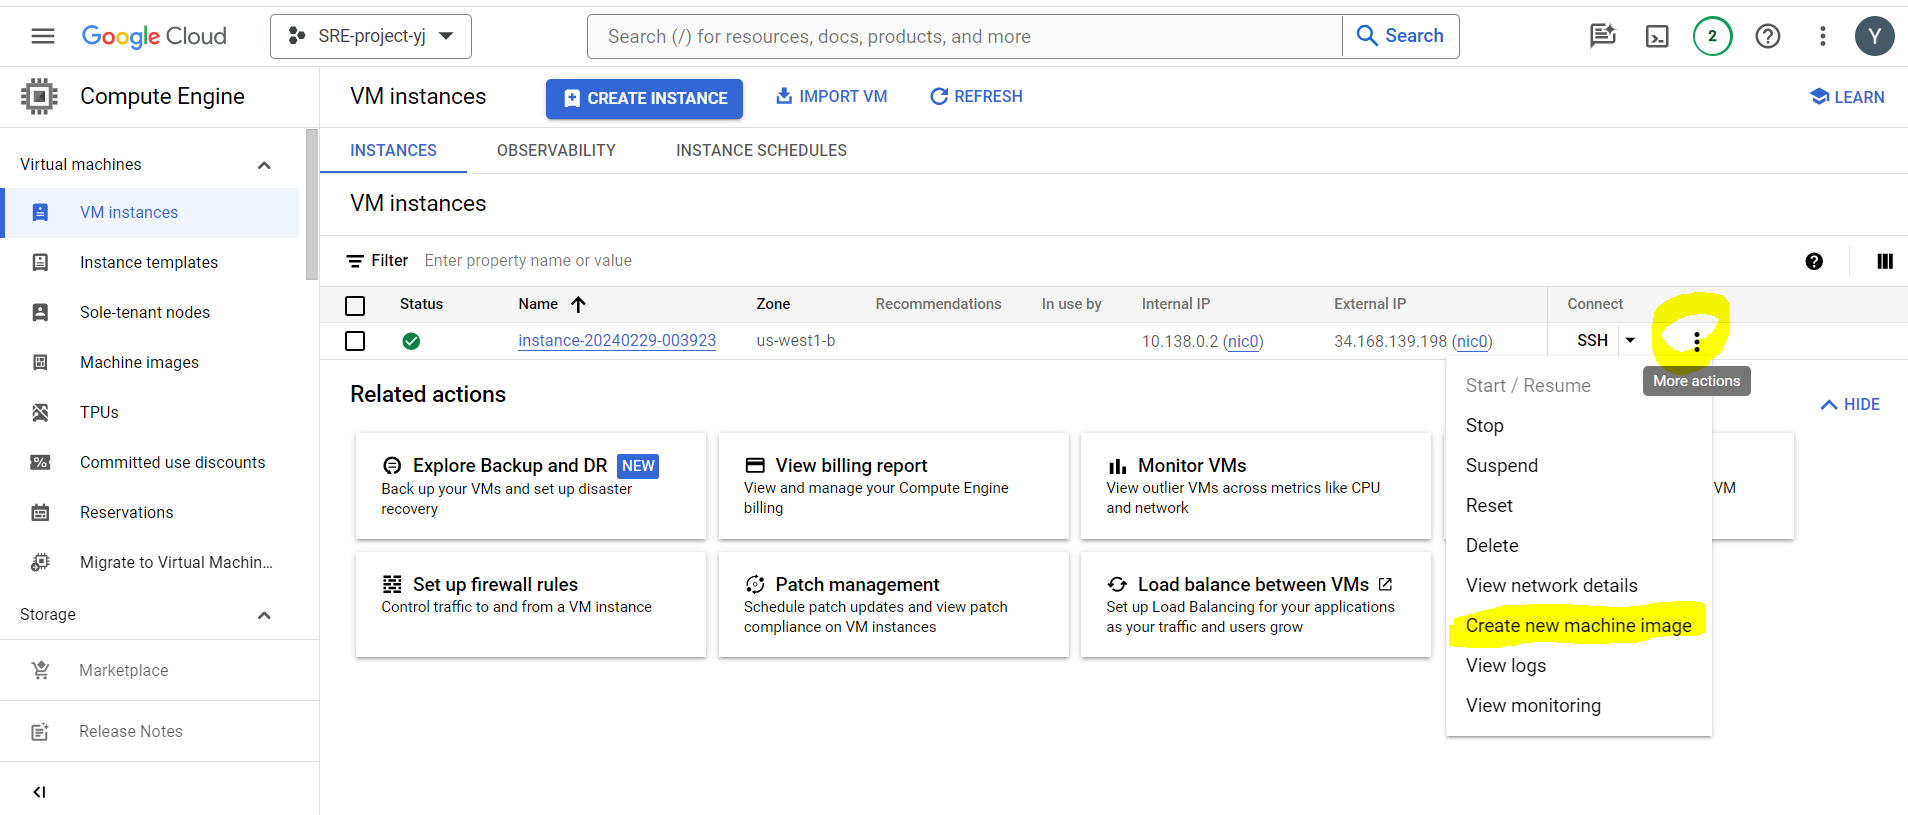 Google Cloud
SRE-project-yj
Search (/) for resources, docs, products, and more
Search
2
Y
Compute Engine
VM instances
CREATE INSTANCE
IMPORT VM
REFRESH
LEARN
Virtual machines
VM instances
Instance templates
Sole-tenant nodes
Machine images
TPUs
Committed use discounts
Reservations
Migrate to Virtual Machin...
Storage
Marketplace
Release Notes
INSTANCES OBSERVABILITY INSTANCE SCHEDULES
VM instances
Filter Enter property name or value
Status Name Zone Recommendations In use by Internal IP External IP Connect
instance-20240229-003923 us-west1-b 10.138.0.2 (nic0) 34.168.139.198 (nic0) SSH
More actions
Related actions
HIDE
Explore Backup and DR NEW
Back up your VMs and set up disaster
recovery
View billing report
View and manage your Compute Engine
billing
Monitor VMs
View outlier VMs across metrics like CPU
and network
VM
Set up firewall rules
Control traffic to and from a VM instance
Patch management
Schedule patch updates and view patch
compliance on VM instances
Load balance between VMs
Set up Load Balancing for your applications
as your traffic and users grow
Start / Resume
Stop
Suspend
Reset
Delete
View network details
Create new machine image
View logs
View monitoring